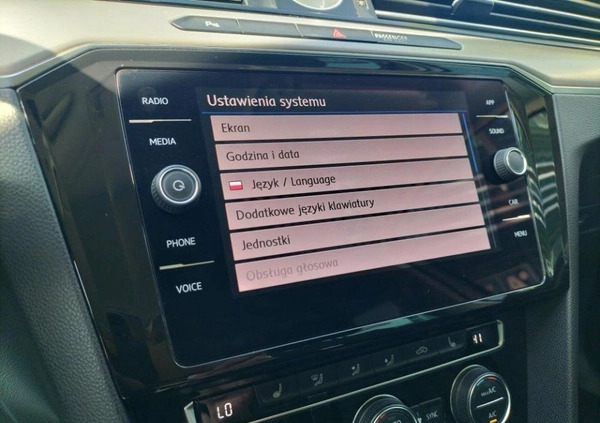 PASSENGER
RADIO
Ustawienia systemu
APP
MEDIA
Ekran
SOUND
Godzina i data
Język / Language
Dodatkowe języki klawiatury
PHONE
Jednostki
CAR
VOICE
Obsługa głosowa
MENU
LO
SYNC
A/C
A/C